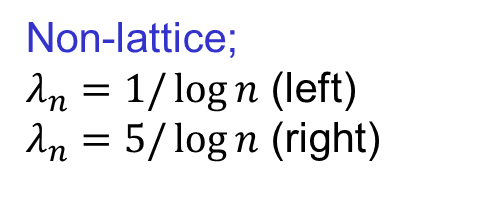 Non-lattice;
λₙ = 1/ log n (left)
λₙ = 5/ log n (right)